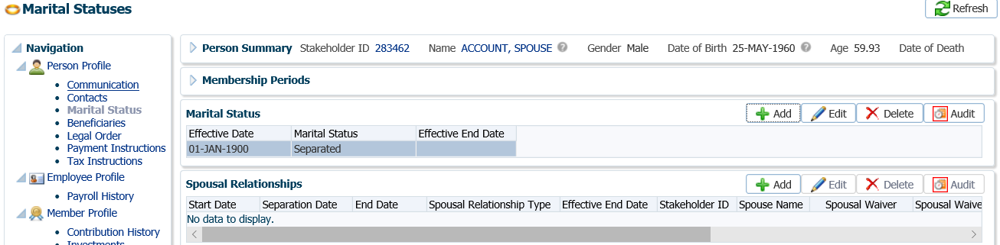 Marital Statuses
Refresh
Navigation
Person Profile
Communication
Contacts
Marital Status
Beneficiaries
Legal Order
Payment Instructions
Tax Instructions
Employee Profile
Payroll History
Member Profile
Contribution History
Investments
Person Summary Stakeholder ID 283462 Name ACCOUNT, SPOUSE Gender Male Date of Birth 25-MAY-1960 Age 59.93 Date of Death
Membership Periods
Marital Status Add Edit Delete Audit
Effective Date Marital Status Effective End Date
01-JAN-1900 Separated
Spousal Relationships Add Edit Delete Audit
Start Date Separation Date End Date Spousal Relationship Type Effective End Date Stakeholder ID Spouse Name Spousal Waiver Spousal Waive
No data to display.